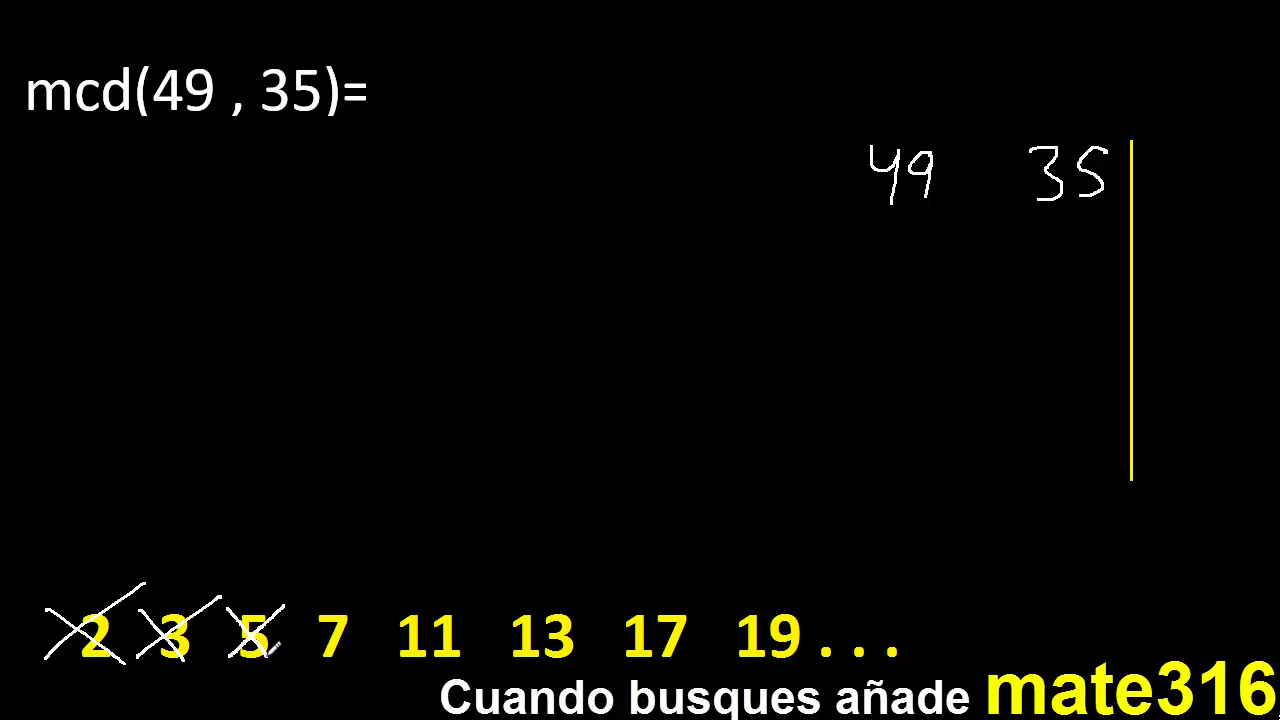 mcd(49 , 35)=
49 35
2 3 5 7 11 13 17 19 . . .
Cuando busques añade mate316